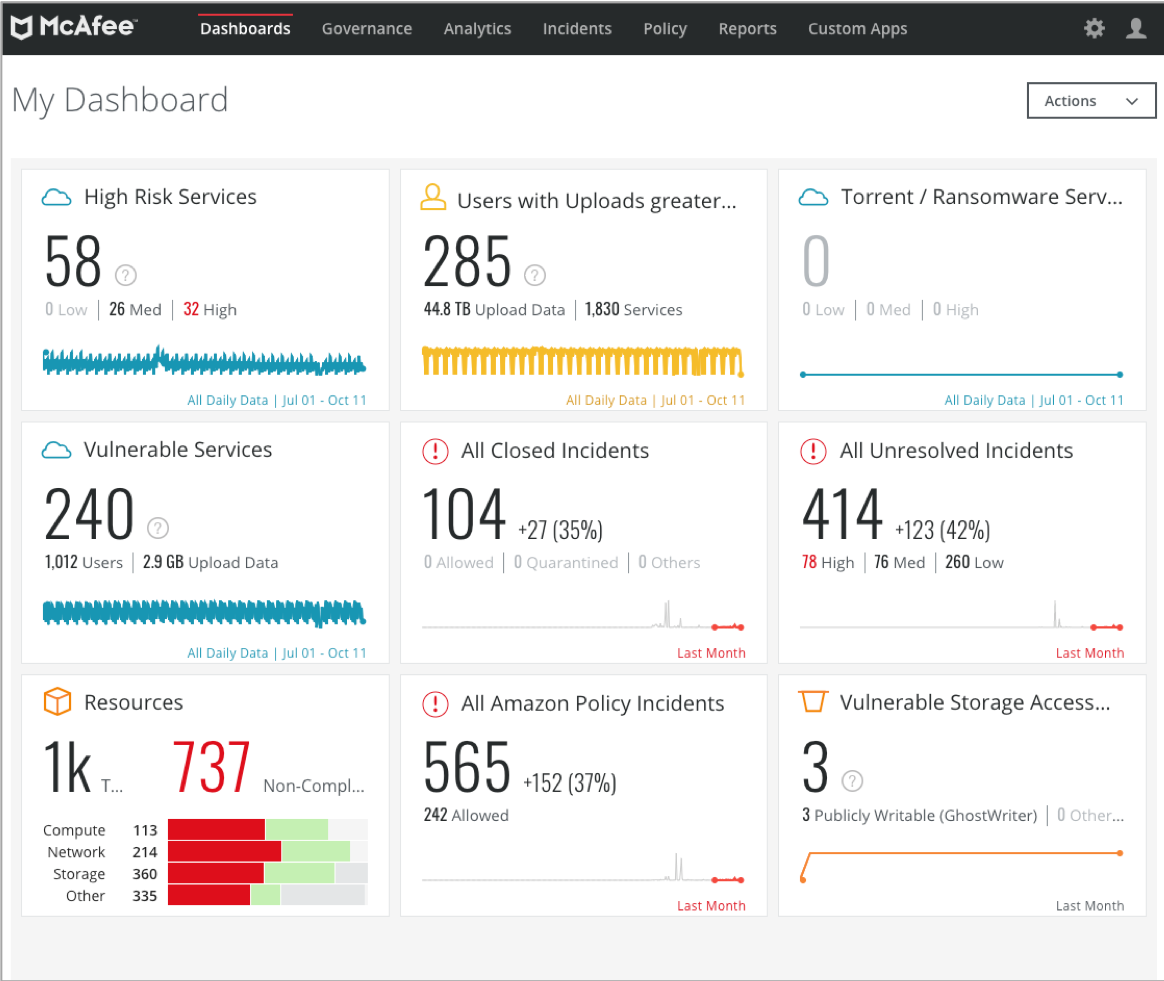 McAfee™
Dashboards Governance Analytics Incidents Policy Reports Custom Apps
My Dashboard
Actions
High Risk Services
58 ?
0 Low | 26 Med | 32 High
All Daily Data | Jul 01 - Oct 11
Users with Uploads greater...
285 ?
44.8 TB Upload Data | 1,830 Services
All Daily Data | Jul 01 - Oct 11
Torrent / Ransomware Serv...
0
0 Low | 0 Med | 0 High
All Daily Data | Jul 01 - Oct 11
Vulnerable Services
240 ?
1,012 Users | 2.9 GB Upload Data
All Daily Data | Jul 01 - Oct 11
All Closed Incidents
104 +27 (35%)
0 Allowed | 0 Quarantined | 0 Others
Last Month
All Unresolved Incidents
414 +123 (42%)
78 High | 76 Med | 260 Low
Last Month
Resources
1k T... 737 Non-Compl...
Compute 113
Network 214
Storage 360
Other 335
All Amazon Policy Incidents
565 +152 (37%)
242 Allowed
Last Month
Vulnerable Storage Access...
3 ?
3 Publicly Writable (GhostWriter) | 0 Other...
Last Month